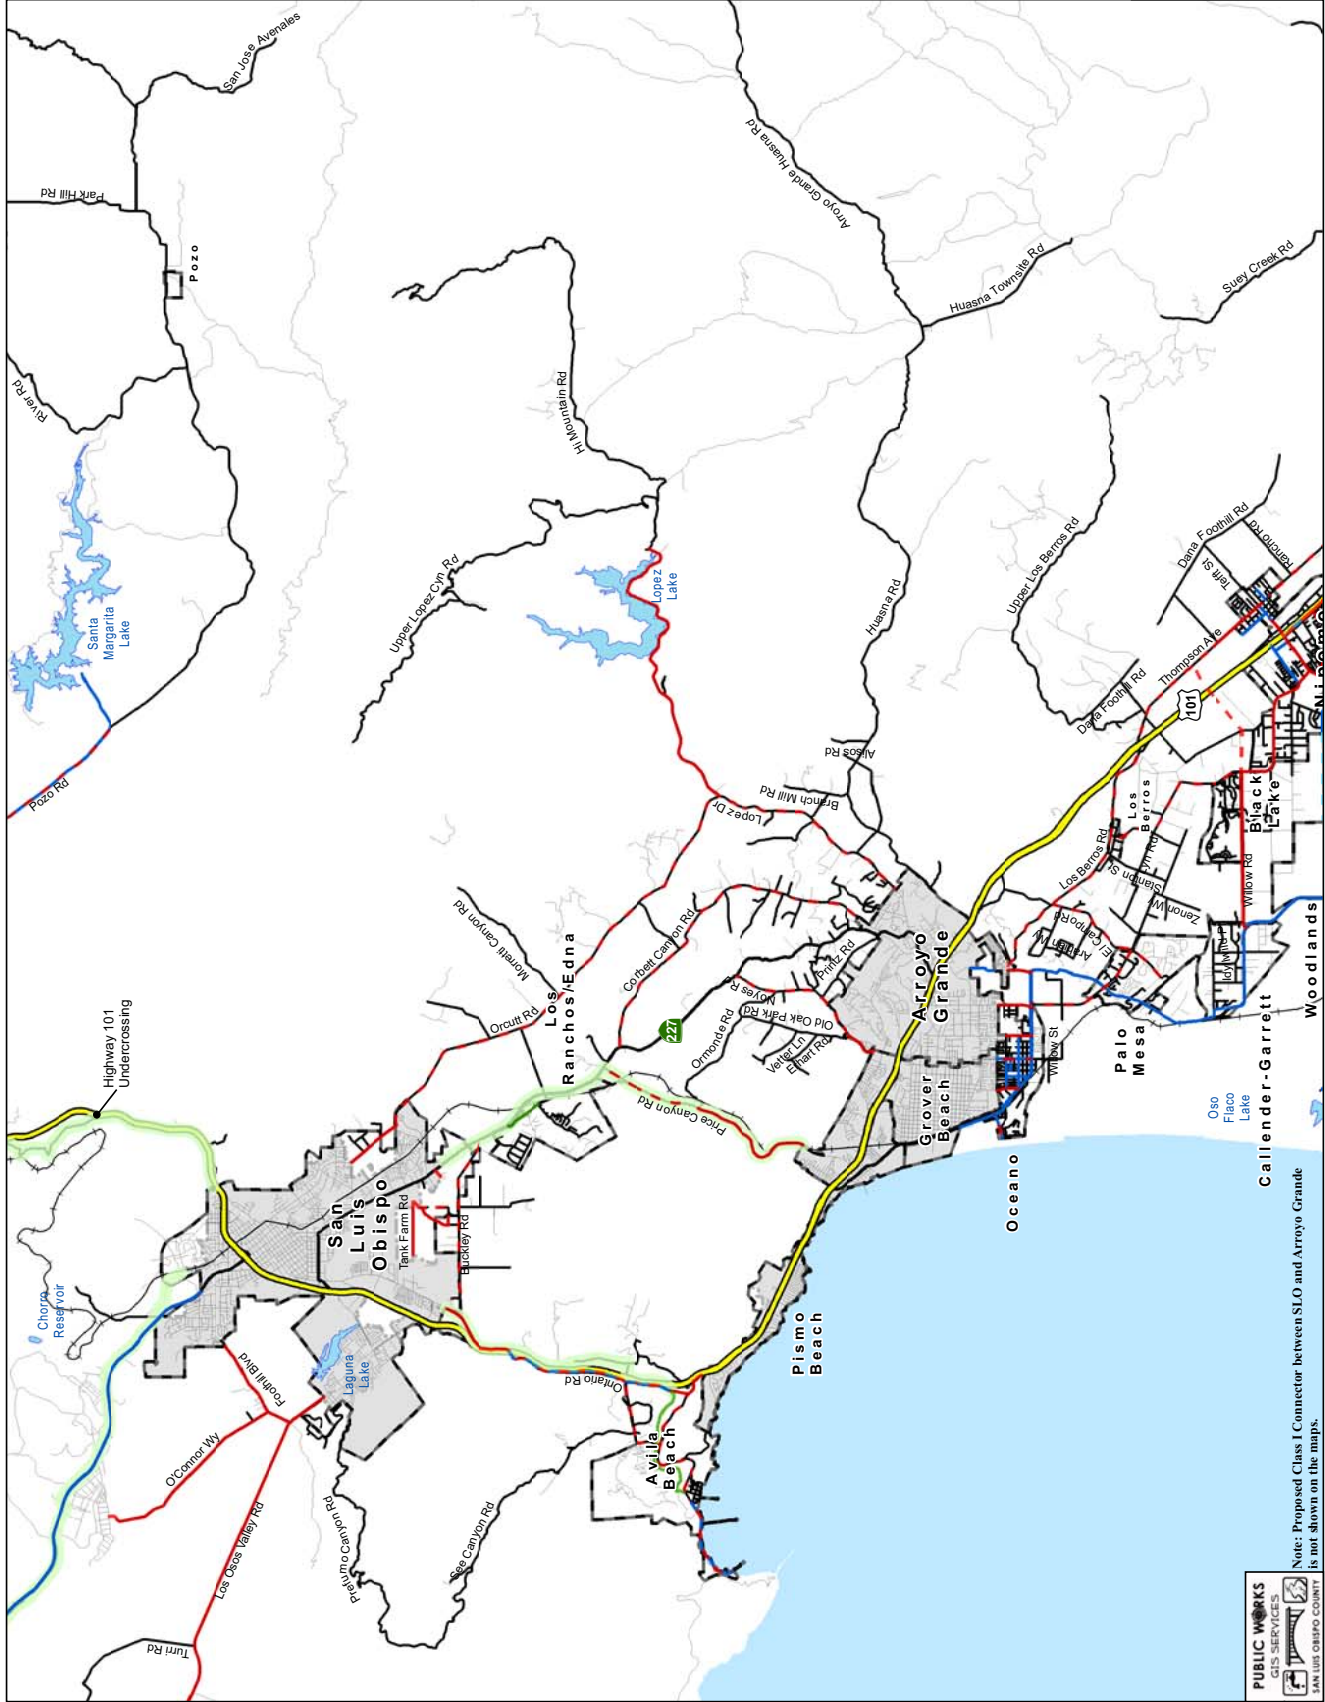 San Jose Avenales
Park Hill Rd
Pozo
River Rd
Santa
Margarita
Lake
Pozo Rd
Hi Mountain Rd
Upper Lopez Cyn Rd
Lopez
Lake
Arroyo Grande Huasna Rd
Huasna Townsite Rd
Suey Creek Rd
Huasna Rd
Upper Los Berros Rd
Dana Foothill Rd
Tefft St
Rancho Rd
Thompson Ave
Dana Foothill Rd
101
Alisos Rd
Branch Mill Rd
Lopez Dr
Los
Berros
Black
Lake
Los Berros Rd
Stanton St
Zenon Wy
Willow Rd
El Campo Rd
Woodlands
Callender-Garrett
Palo
Mesa
Oso
Flaco
Lake
Willow St
Oceano
Arroyo
Grande
Grover
Beach
Printz Rd
Noyes R
Old Oak Park Rd
Ormonde Rd
Vetter Ln
Erhart Rd
Corbett Canyon Rd
227
Price Canyon Rd
Morretti Canyon Rd
Los
Ranchos/Edna
Orcutt Rd
Highway 101
Undercrossing
San
Luis
Obispo
Tank Farm Rd
Buckley Rd
Chorro
Reservoir
Laguna
Lake
Foothill Blvd
O'Connor Wy
Los Osos Valley Rd
Turri Rd
Prefumo Canyon Rd
See Canyon Rd
Ontario Rd
Avila
Beach
Pismo
Beach
Note: Proposed Class I Connector between SLO and Arroyo Grande
is not shown on the maps.
PUBLIC WORKS
GIS SERVICES
SAN LUIS OBISPO COUNTY